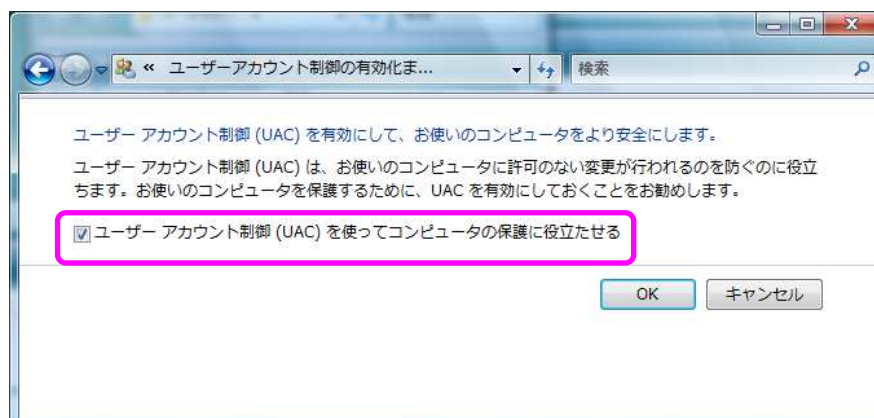 « ユーザーアカウント制御の有効化ま...
検索
ユーザー アカウント制御 (UAC) を有効にして、お使いのコンピュータをより安全にします。
ユーザー アカウント制御 (UAC) は、お使いのコンピュータに許可のない変更が行われるのを防ぐのに役立
ちます。お使いのコンピュータを保護するために、UAC を有効にしておくことをお勧めします。
ユーザー アカウント制御 (UAC) を使ってコンピュータの保護に役立たせる
OK
キャンセル